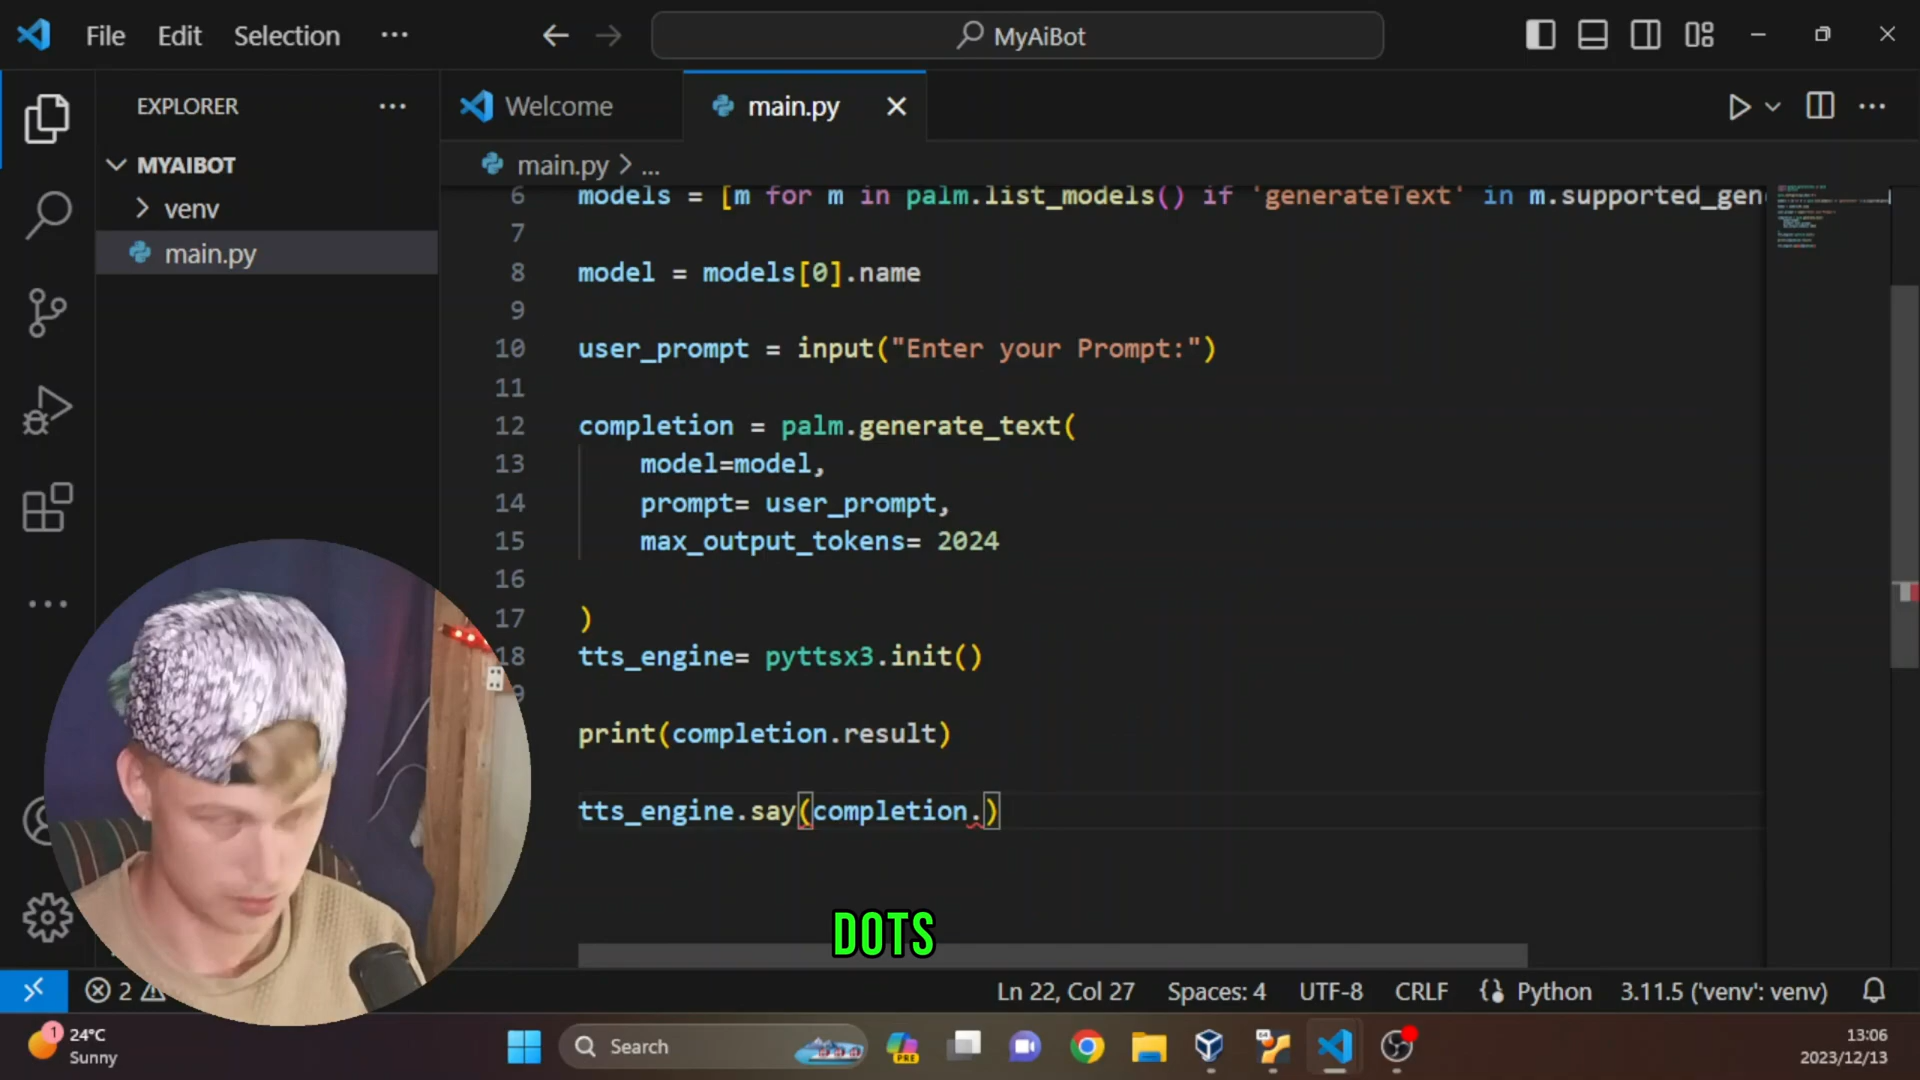 File Edit Selection ···
MyAiBot
EXPLORER ···
Welcome
main.py
MYAIBOT
venv
main.py
main.py > ...
6 models = [m for m in palm.list_models() if 'generateText' in m.supported_gen
7
8 model = models[0].name
9
10 user_prompt = input("Enter your Prompt:")
11
12 completion = palm.generate_text(
13 model=model,
14 prompt= user_prompt,
15 max_output_tokens= 2024
16
17 )
18 tts_engine= pyttsx3.init()
9
print(completion.result)
tts_engine.say(completion.)
DOTS
2
Ln 22, Col 27 Spaces: 4 UTF-8 CRLF Python 3.11.5 ('venv': venv)
1
24°C
Sunny
Search
PRE
64
13:06
2023/12/13